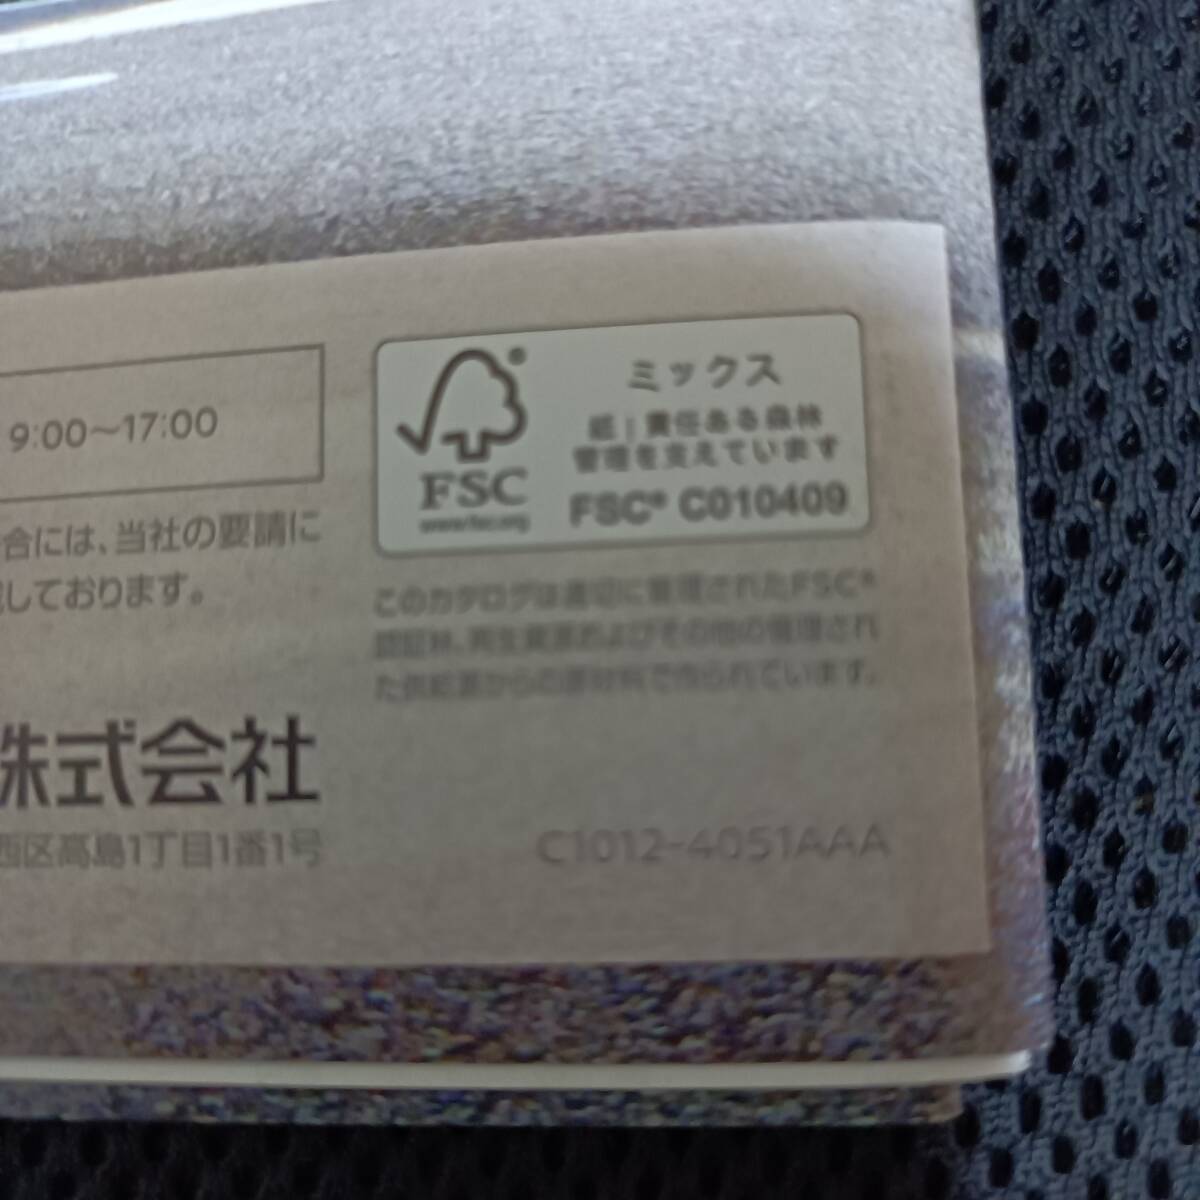 9:00～17:00
合には、当社の要請に
しております。
株式会社
西区高島1丁目1番1号
®
FSC
www.fsc.org
ミックス
紙 | 責任ある森林
管理を支えています
FSC® C010409
このカタログは適切に管理されたFSC®
認証林、再生資源およびその他の管理され
た供給源からの原材料で作られています。
C1012-4051AAA